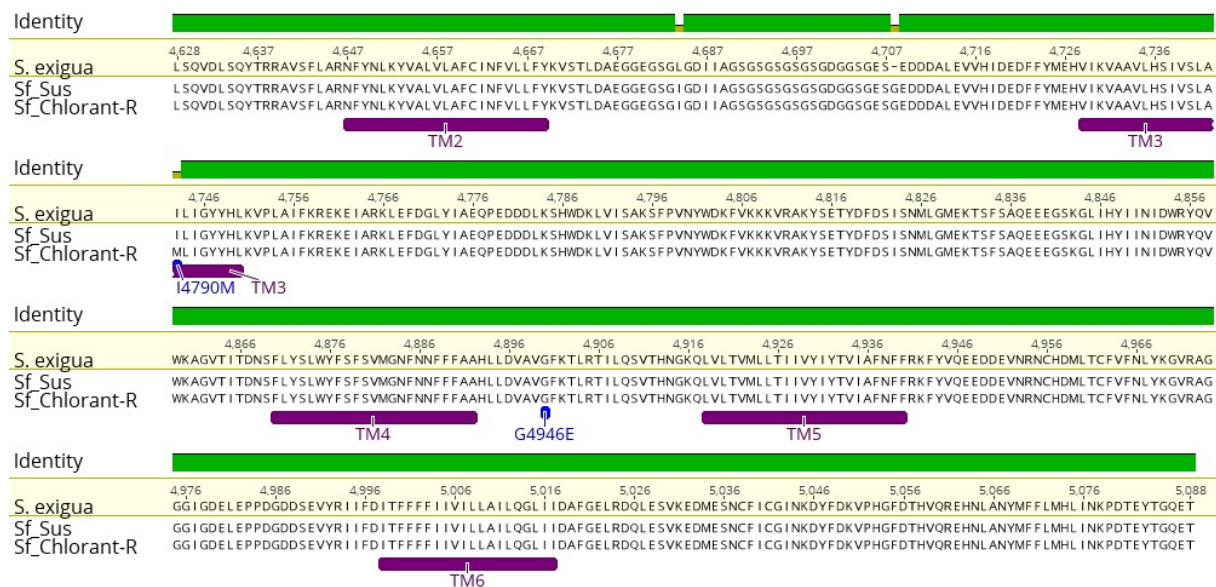 Identity
4,628 4,637 4,647 4,657 4,667 4,677 4,687 4,697 4,707 4,716 4,726 4,736
S. exigua LSQVDLSQYTRRAVSFLARNFYNLKYVALVLAFCINFVLLFYKVSTLDAEGGEGSGLGDIIAGSGSGSGSGSGDGGSGES-EDDDALEVVHIDEDFFYMEHVIKVAAVLHSIVSLA
Sf_Sus LSQVDLSQYTRRAVSFLARNFYNLKYVALVLAFCINFVLLFYKVSTLDAEGGEGSGIGDIIAGSGSGSGSGSGDGGSGESGEDDDALEVVHIDEDFFYMEHVIKVAAVLHSIVSLA
Sf_Chlorant-R LSQVDLSQYTRRAVSFLARNFYNLKYVALVLAFCINFVLLFYKVSTLDAEGGEGSGIGDIIAGSGSGSGSGSGDGGSGESGEDDDALEVVHIDEDFFYMEHVIKVAAVLHSIVSLA
TM2 TM3
Identity
4,746 4,756 4,766 4,776 4,786 4,796 4,806 4,816 4,826 4,836 4,846 4,856
S. exigua ILIGYYHLKVPLAIFKREKEIARKLEFDGLYIAEQPEDDDLKSHWDKLVISAKSFPVNYWDKFVKKKVRAKYSETYDFDSISNMLGMEKTSFSAQEEEGSKGLIHYIINIDWRYQV
Sf_Sus ILIGYYHLKVPLAIFKREKEIARKLEFDGLYIAEQPEDDDLKSHWDKLVISAKSFPVNYWDKFVKKKVRAKYSETYDFDSISNMLGMEKTSFSAQEEEGSKGLIHYIINIDWRYQV
Sf_Chlorant-R MLIGYYHLKVPLAIFKREKEIARKLEFDGLYIAEQPEDDDLKSHWDKLVISAKSFPVNYWDKFVKKKVRAKYSETYDFDSISNMLGMEKTSFSAQEEEGSKGLIHYIINIDWRYQV
I4790M TM3
Identity
4,866 4,876 4,886 4,896 4,906 4,916 4,926 4,936 4,946 4,956 4,966
S. exigua WKAGVTITDNSFLYSLWYFSFSVMGNFNNFFFAAHLLDVAVGFKTLRTILQSVTHNGKQLVLTVMLLTIIVYIYTVIAFNFFRKFYVQEEDDEVNRNCHDMLTCFVFNLYKGVRAG
Sf_Sus WKAGVTITDNSFLYSLWYFSFSVMGNFNNFFFAAHLLDVAVGFKTLRTILQSVTHNGKQLVLTVMLLTIIVYIYTVIAFNFFRKFYVQEEDDEVNRNCHDMLTCFVFNLYKGVRAG
Sf_Chlorant-R WKAGVTITDNSFLYSLWYFSFSVMGNFNNFFFAAHLLDVAVGFKTLRTILQSVTHNGKQLVLTVMLLTIIVYIYTVIAFNFFRKFYVQEEDDEVNRNCHDMLTCFVFNLYKGVRAG
TM4 G4946E TM5
Identity
4,976 4,986 4,996 5,006 5,016 5,026 5,036 5,046 5,056 5,066 5,076 5,088
S. exigua GGIGDELEPPDGDDSEVYRIIFDITFFFFIIVILLAILQGLIIDAFGELRDQLESVKEDMESNCFICGINKDYFDKVPHGFDTHVQREHNLANYMFFLMHLINKPDTEYTGQET
Sf_Sus GGIGDELEPPDGDDSEVYRIIFDITFFFFIIVILLAILQGLIIDAFGELRDQLESVKEDMESNCFICGINKDYFDKVPHGFDTHVQREHNLANYMFFLMHLINKPDTEYTGQET
Sf_Chlorant-R GGIGDELEPPDGDDSEVYRIIFDITFFFFIIVILLAILQGLIIDAFGELRDQLESVKEDMESNCFICGINKDYFDKVPHGFDTHVQREHNLANYMFFLMHLINKPDTEYTGQET
TM6